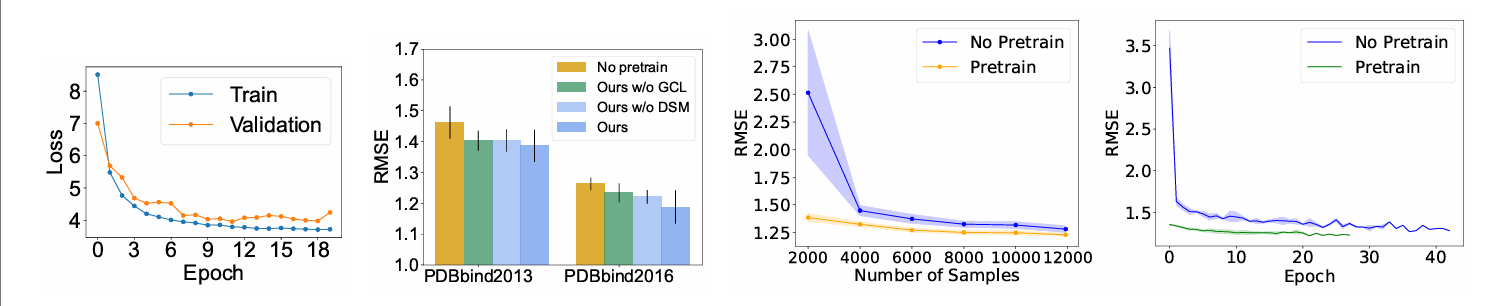 Loss
8
7
6
5
4
Train
Validation
0 3 6 9 12 15 18
Epoch
RMSE
1.7
1.6
1.5
1.4
1.3
1.2
1.1
1.0
No pretrain
Ours w/o GCL
Ours w/o DSM
Ours
PDBbind2013 PDBbind2016
RMSE
3.00
2.75
2.50
2.25
2.00
1.75
1.50
1.25
No Pretrain
Pretrain
2000 4000 6000 8000 10000 12000
Number of Samples
RMSE
3.5
3.0
2.5
2.0
1.5
No Pretrain
Pretrain
0 10 20 30 40
Epoch